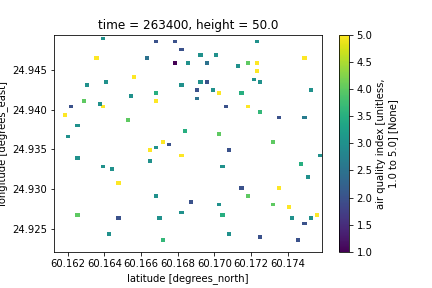 time = 263400, height = 50.0
24.945
24.940
24.935
24.930
24.925
longitude [degrees_east]
60.162 60.164 60.166 60.168 60.170 60.172 60.174
latitude [degrees_north]
5.0
4.5
4.0
3.5
3.0
2.5
2.0
1.5
1.0
air quality index [unitless,
1.0 to 5.0] [None]